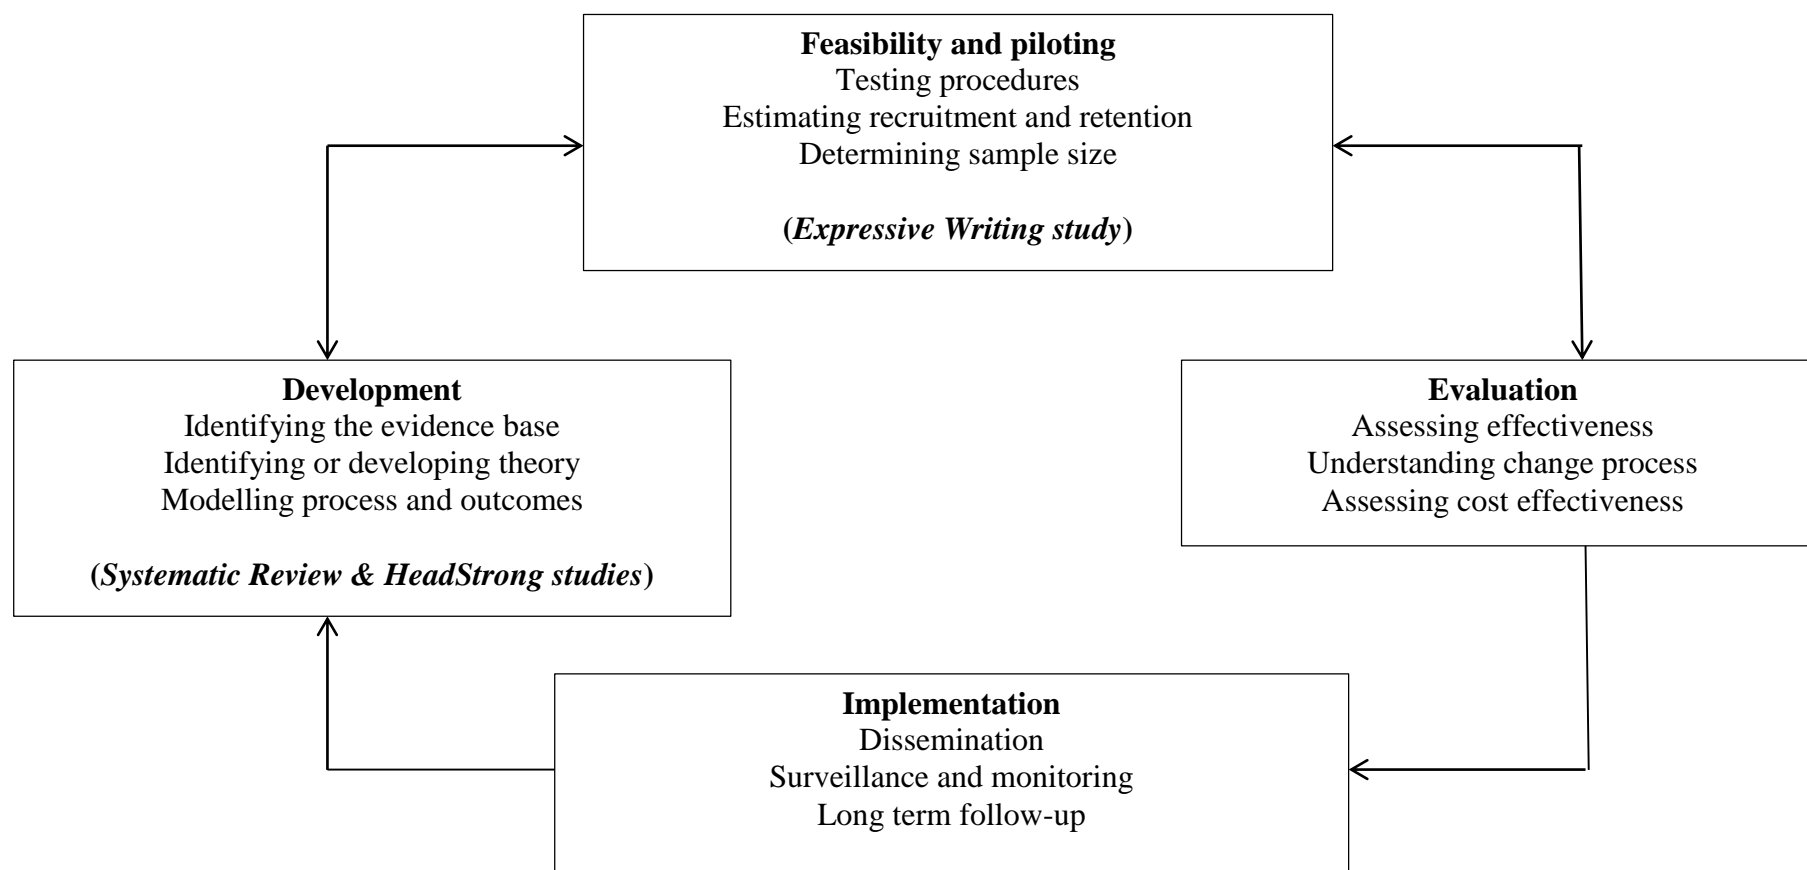 Feasibility and piloting
Testing procedures
Estimating recruitment and retention
Determining sample size
(Expressive Writing study)
Development
Identifying the evidence base
Identifying or developing theory
Modelling process and outcomes
(Systematic Review & HeadStrong studies)
Evaluation
Assessing effectiveness
Understanding change process
Assessing cost effectiveness
Implementation
Dissemination
Surveillance and monitoring
Long term follow-up